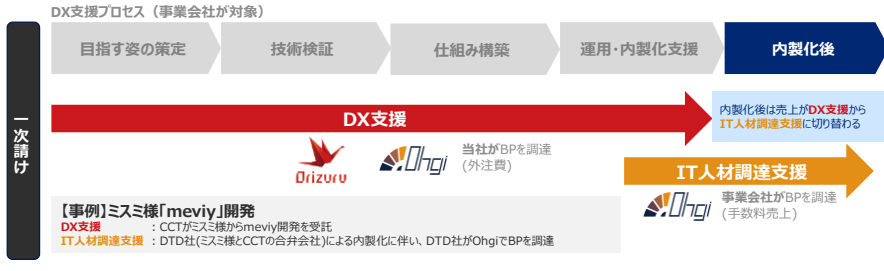 DX支援プロセス（事業会社が対象）
一次請け
目指す姿の策定
技術検証
仕組み構築
運用・内製化支援
内製化後
DX支援
内製化後は売上がDX支援から
IT人材調達支援に切り替わる
Orizuru
Ohgi
当社がBPを調達
(外注費)
IT人材調達支援
Ohgi
事業会社がBPを調達
(手数料売上)
【事例】ミスミ様「meviy」開発
DX支援 : CCTがミスミ様からmeviy開発を受託
IT人材調達支援 : DTD社(ミスミ様とCCTの合弁会社)による内製化に伴い、DTD社がOhgiでBPを調達